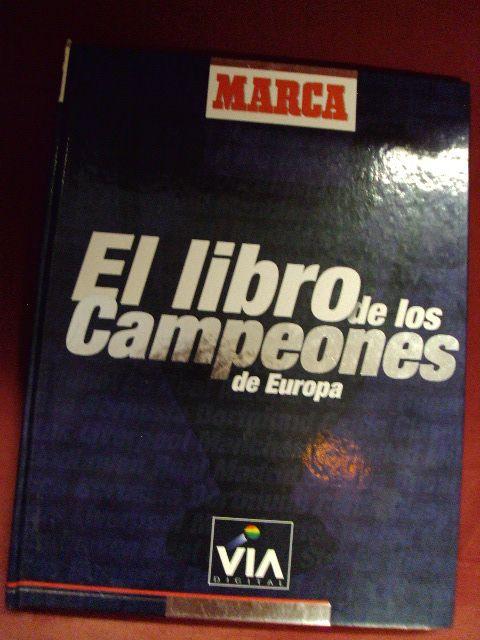 MARCA
El libro de los
Campeones
de Europa
VIA
DIGITAL